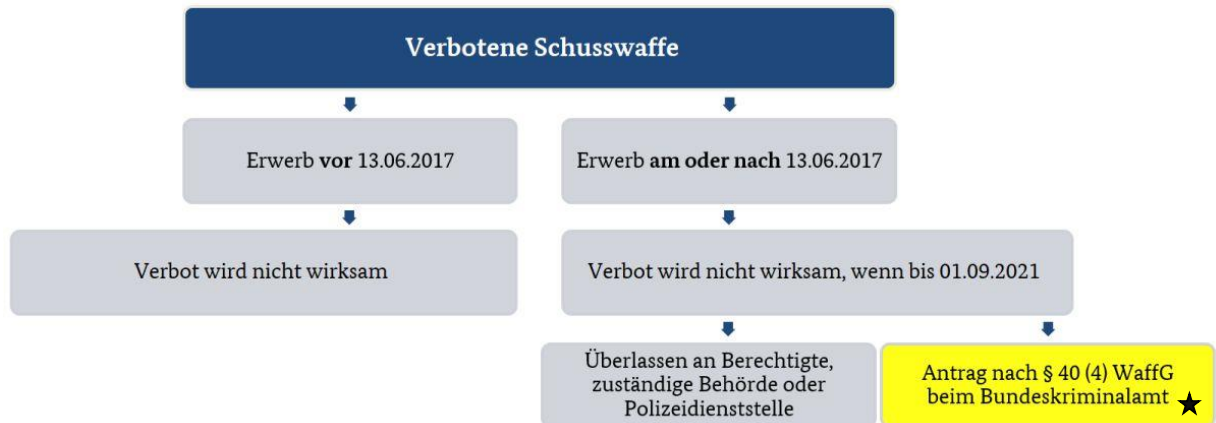 Verbotene Schusswaffe
Erwerb vor 13.06.2017
Erwerb am oder nach 13.06.2017
Verbot wird nicht wirksam
Verbot wird nicht wirksam, wenn bis 01.09.2021
Überlassen an Berechtigte,
zuständige Behörde oder
Polizeidienststelle
Antrag nach § 40 (4) WaffG
beim Bundeskriminalamt